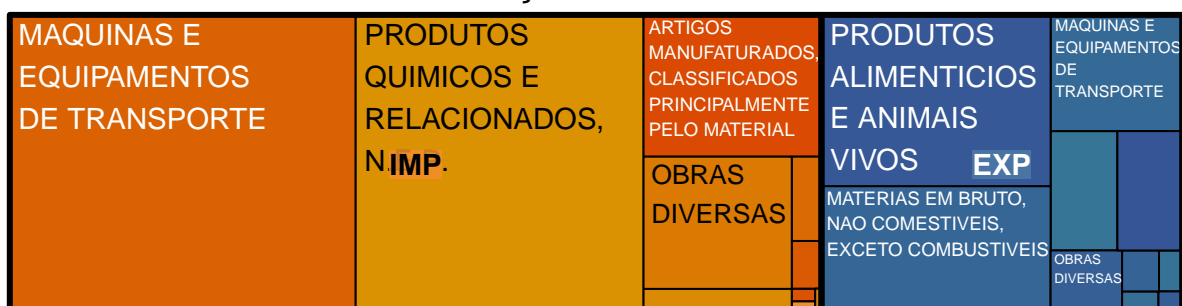 MAQUINAS E
EQUIPAMENTOS
DE TRANSPORTE
PRODUTOS
QUIMICOS E
RELACIONADOS,
N.
IMP
ARTIGOS
MANUFATURADOS,
CLASSIFICADOS
PRINCIPALMENTE
PELO MATERIAL
OBRAS
DIVERSAS
PRODUTOS
ALIMENTICIOS
E ANIMAIS
VIVOS
EXP
MATERIAS EM BRUTO,
NAO COMESTIVEIS,
EXCETO COMBUSTIVEIS
MAQUINAS E
EQUIPAMENTOS
DE
TRANSPORTE
OBRAS
DIVERSAS